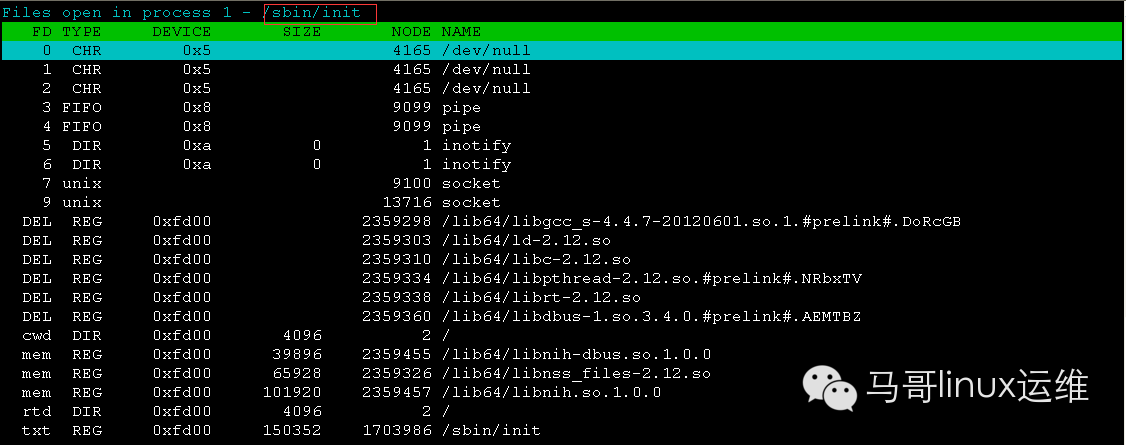 Files open in process 1 - /sbin/init
FD TYPE DEVICE SIZE NODE NAME
0 CHR 0x5 4165 /dev/null
1 CHR 0x5 4165 /dev/null
2 CHR 0x5 4165 /dev/null
3 FIFO 0x8 9099 pipe
4 FIFO 0x8 9099 pipe
5 DIR 0xa 0 1 inotify
6 DIR 0xa 0 1 inotify
7 unix 9100 socket
9 unix 13716 socket
DEL REG 0xfd00 2359298 /lib64/libgcc_s-4.4.7-20120601.so.1.#prelink#.DoRcGB
DEL REG 0xfd00 2359303 /lib64/ld-2.12.so
DEL REG 0xfd00 2359310 /lib64/libc-2.12.so
DEL REG 0xfd00 2359334 /lib64/libpthread-2.12.so.#prelink#.NRbxTV
DEL REG 0xfd00 2359338 /lib64/librt-2.12.so
DEL REG 0xfd00 2359360 /lib64/libdbus-1.so.3.4.0.#prelink#.AEMTBZ
cwd DIR 0xfd00 4096 2 /
mem REG 0xfd00 39896 2359455 /lib64/libnih-dbus.so.1.0.0
mem REG 0xfd00 65928 2359326 /lib64/libnss_files-2.12.so
mem REG 0xfd00 101920 2359457 /lib64/libnih.so.1.0.0
rtd DIR 0xfd00 4096 2 /
txt REG 0xfd00 150352 1703986 /sbin/init
马哥linux运维